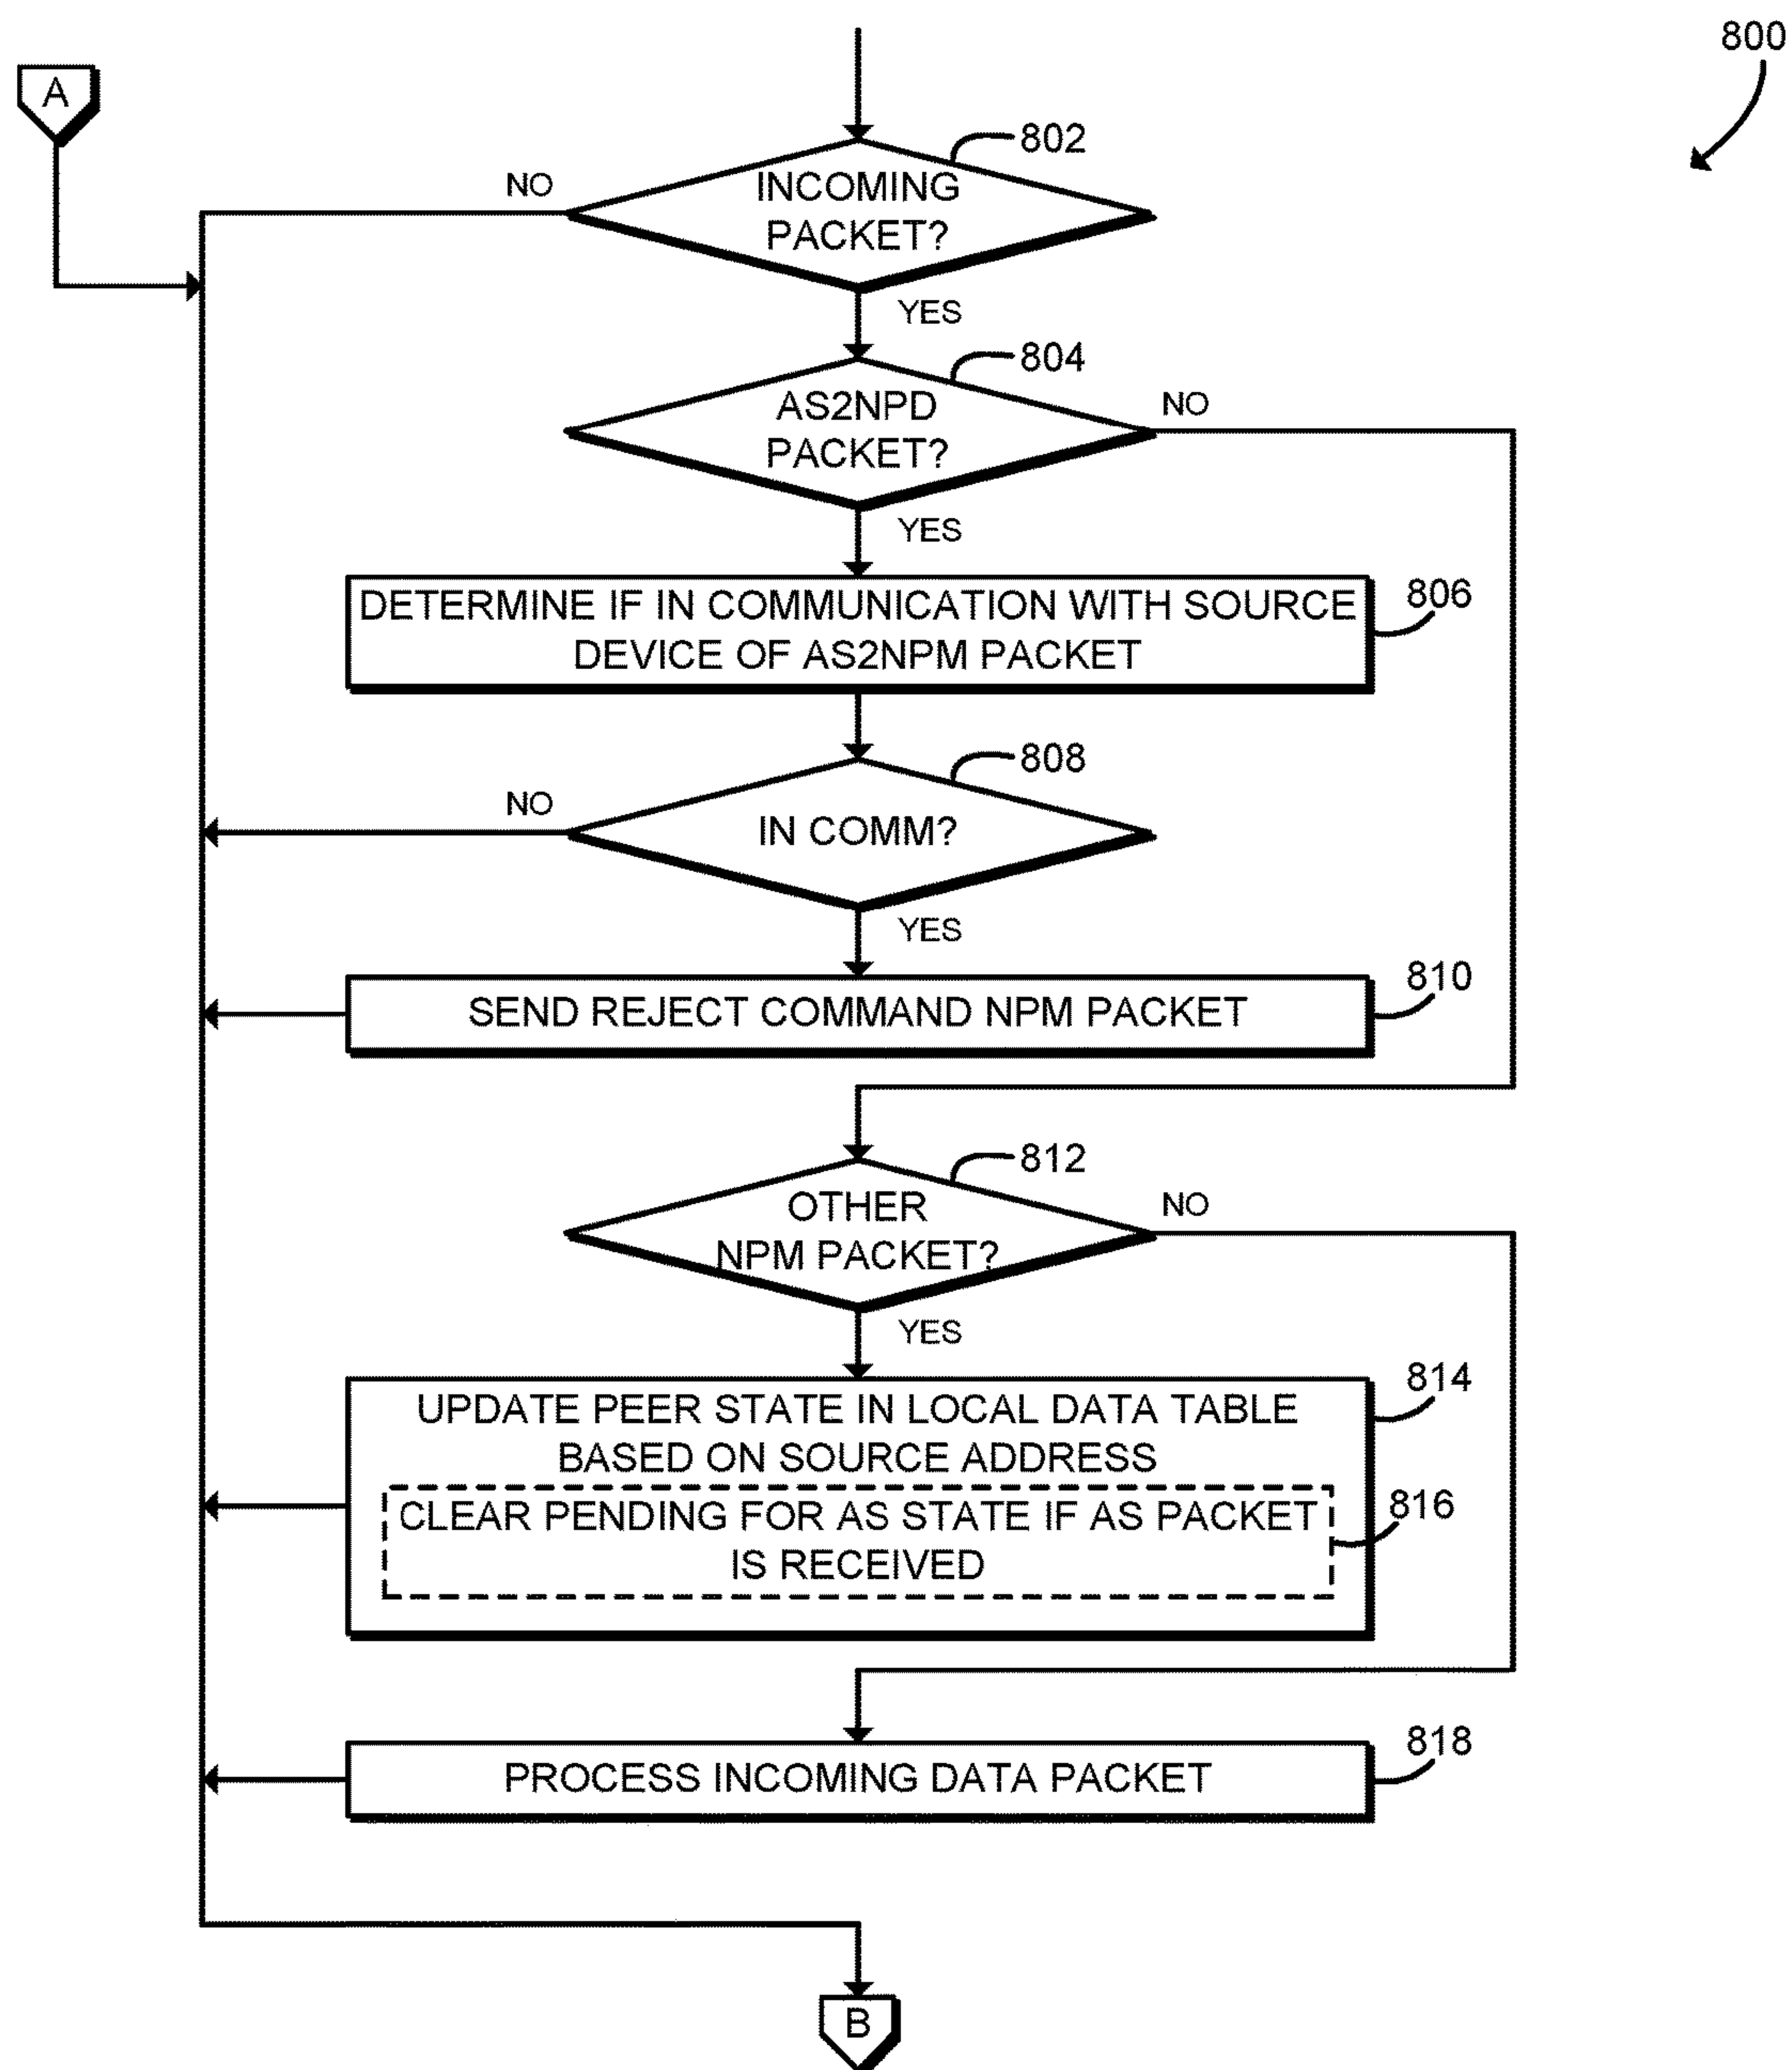 800
A
802
NO
INCOMING
PACKET?
YES
804
AS2NPD
PACKET?
NO
YES
DETERMINE IF IN COMMUNICATION WITH SOURCE
DEVICE OF AS2NPM PACKET
806
808
NO
IN COMM?
YES
SEND REJECT COMMAND NPM PACKET
810
812
OTHER
NPM PACKET?
NO
YES
UPDATE PEER STATE IN LOCAL DATA TABLE
BASED ON SOURCE ADDRESS
814
CLEAR PENDING FOR AS STATE IF AS PACKET
IS RECEIVED
816
PROCESS INCOMING DATA PACKET
818
B